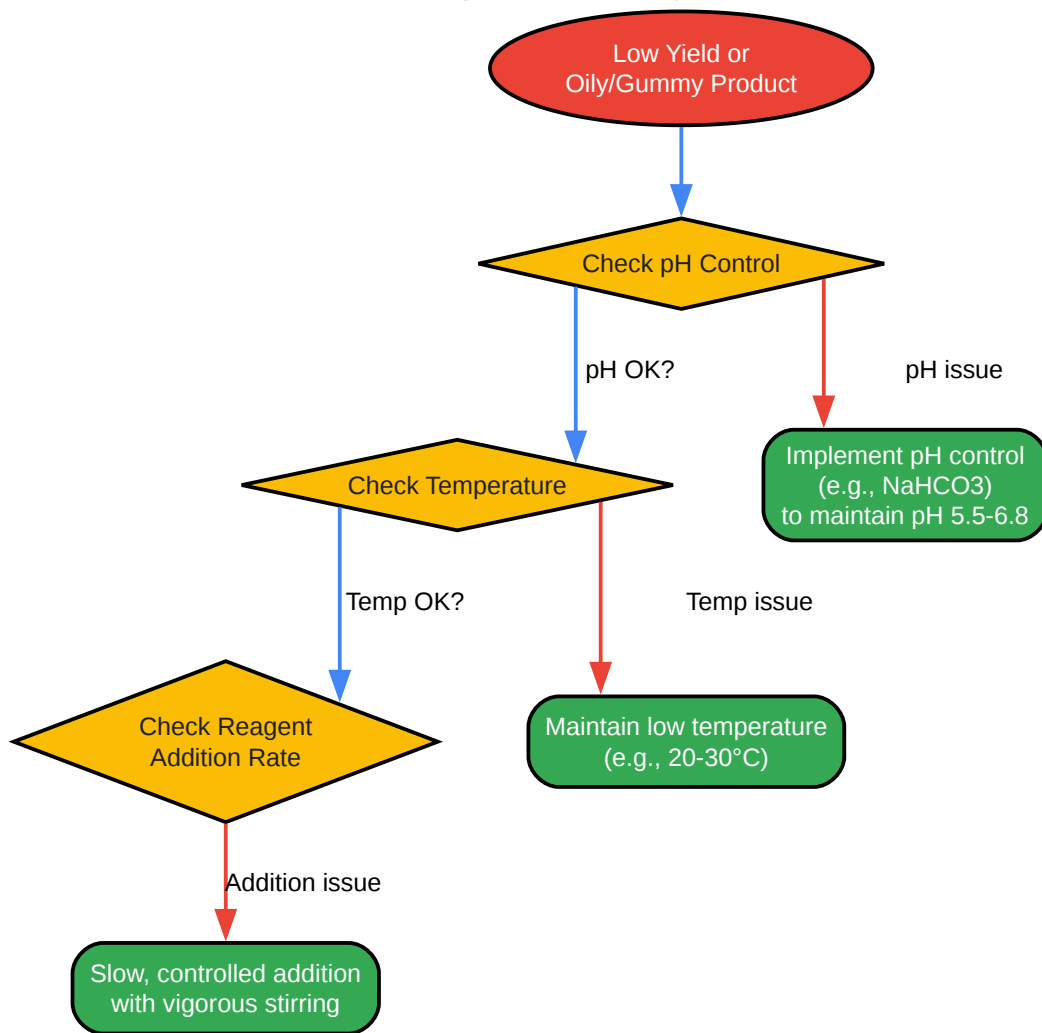 Low Yield or
Oily/Gummy Product
Check pH Control
pH OK?
pH issue
Implement pH control
(e.g., NaHCO3)
to maintain pH 5.5-6.8
Check Temperature
Temp OK?
Temp issue
Maintain low temperature
(e.g., 20-30°C)
Check Reagent
Addition Rate
Addition issue
Slow, controlled addition
with vigorous stirring